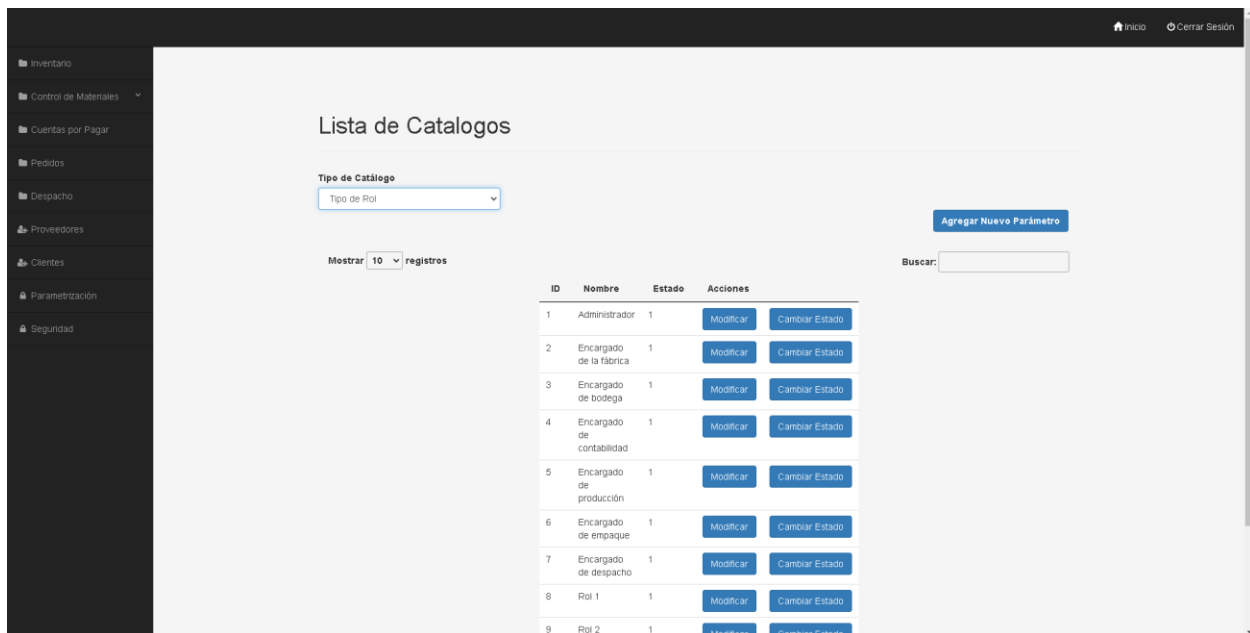 Inicio
Cerrar Sesión
Inventario
Control de Materiales
Cuentas por Pagar
Pedidos
Despacho
Proveedores
Clientes
Parametrización
Seguridad
Lista de Catalogos
Tipo de Catálogo
Tipo de Rol
Agregar Nuevo Parámetro
Mostrar 10 registros
Buscar:
ID Nombre Estado Acciones
1 Administrador 1 Modificar Cambiar Estado
2 Encargado 1 Modificar Cambiar Estado
de la fábrica
3 Encargado 1 Modificar Cambiar Estado
de bodega
4 Encargado 1 Modificar Cambiar Estado
de
contabilidad
5 Encargado 1 Modificar Cambiar Estado
de
producción
6 Encargado 1 Modificar Cambiar Estado
de empaque
7 Encargado 1 Modificar Cambiar Estado
de despacho
8 Rol 1 1 Modificar Cambiar Estado
9 Rol 2 1 Modificar Cambiar Estado